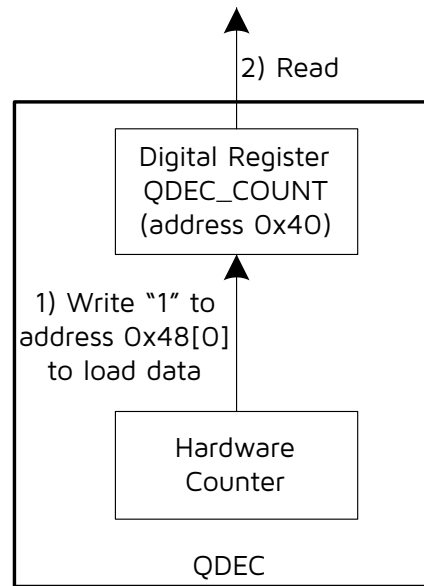 2) Read
Digital Register
QDEC_COUNT
(address 0x40)
1) Write “1” to
address 0x48[0]
to load data
Hardware
Counter
QDEC